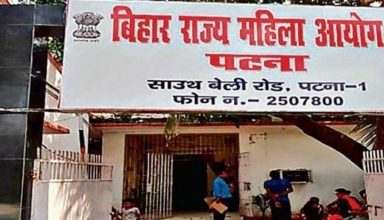 बिहार राज्य महिला आयोग
पटना
साउथ बेली रोड, पटना-1
फोन न.- 2507800